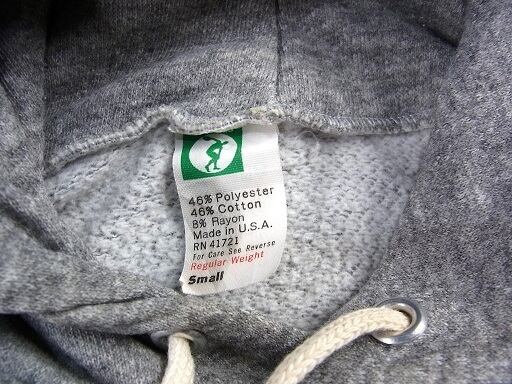 46% Polyester
46% Cotton
8% Rayon
Made in U.S.A.
RN 41721
For Care See Reverse
Regular Weight
Small